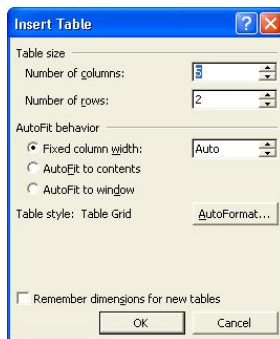 Insert Table
Table size
Number of columns: 5
Number of rows: 2
AutoFit behavior
Fixed column width: Auto
AutoFit to contents
AutoFit to window
Table style: Table Grid AutoFormat...
Remember dimensions for new tables
OK Cancel